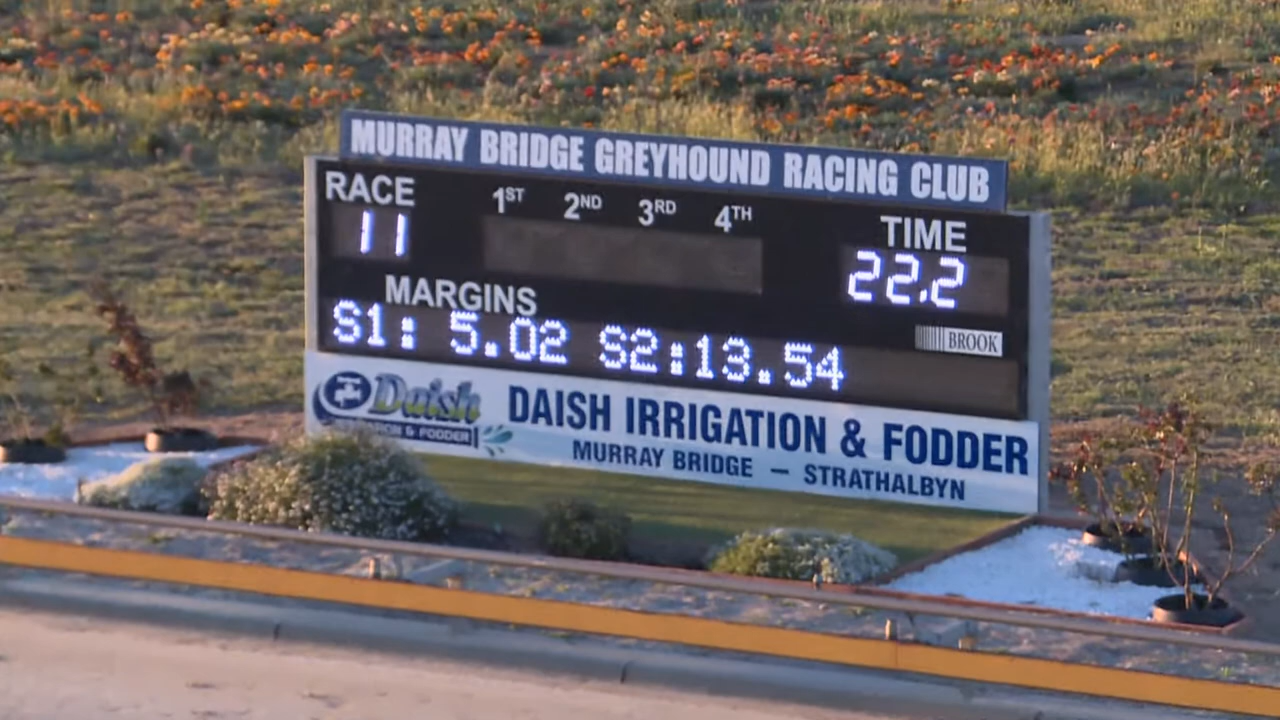 MURRAY BRIDGE GREYHOUND RACING CLUB
RACE 1ST 2ND 3RD 4TH TIME
11 22.2
MARGINS
BROOK
S1: 5.02 S2:13.54
Daish
& FODDER
DAISH IRRIGATION & FODDER
MURRAY BRIDGE — STRATHALBYN